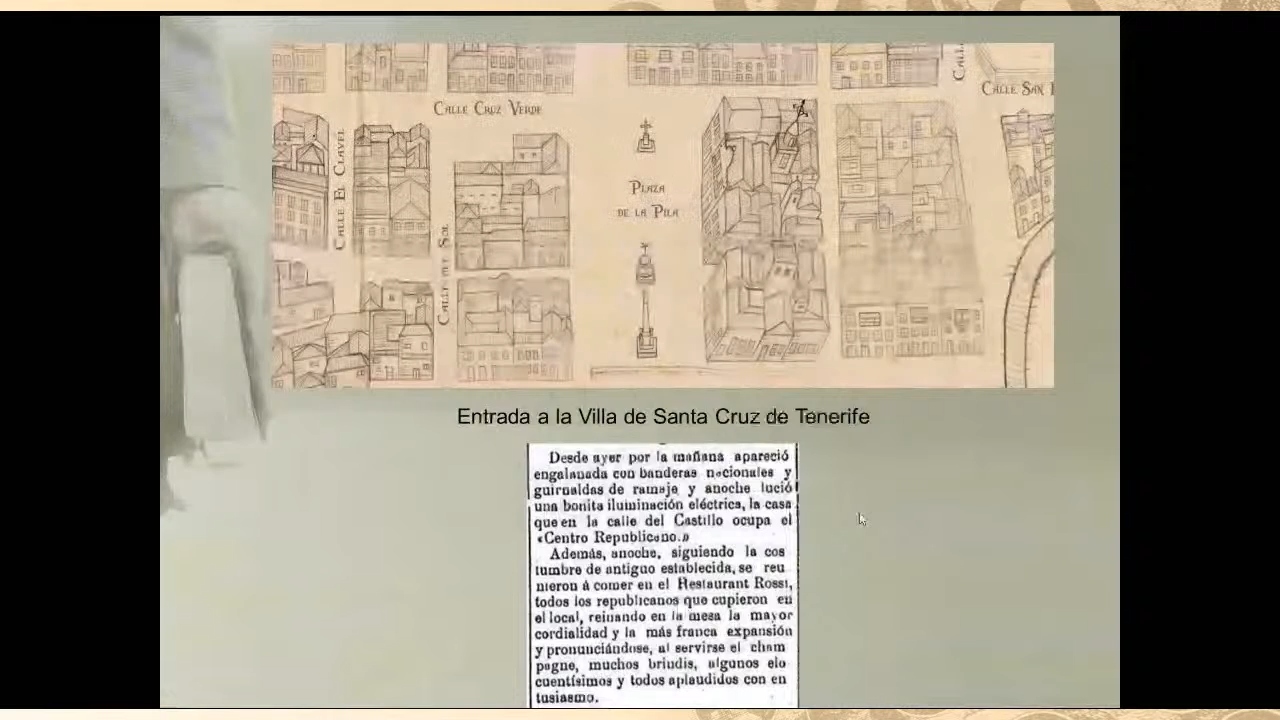 CALLE CRUZ VERDE
CALLE SAN
CALLE EL CLAVEL
PLAZA
DE LA PILA
CALLE DEL SOL
Entrada a la Villa de Santa Cruz de Tenerife
Desde ayer por la mañana apareció
engalanada con banderas nacionales y
guirnaldas de ramaje y anoche lució
una bonita iluminación eléctrica, la casa
que en la calle del Castillo ocupa el
«Centro Republicano.»
Además, anoche, siguiendo la cos
tumbre de antiguo establecida, se reu
nieron á comer en el Restaurant Rossi,
todos los republicanos que cupieron en
el local, reinando en la mesa la mayor
cordialidad y la más franca expansión
y pronunciándose, al servirse el cham
pagne, muchos brindis, algunos elo
cuentísimos y todos aplaudidos con en
tusiasmo.